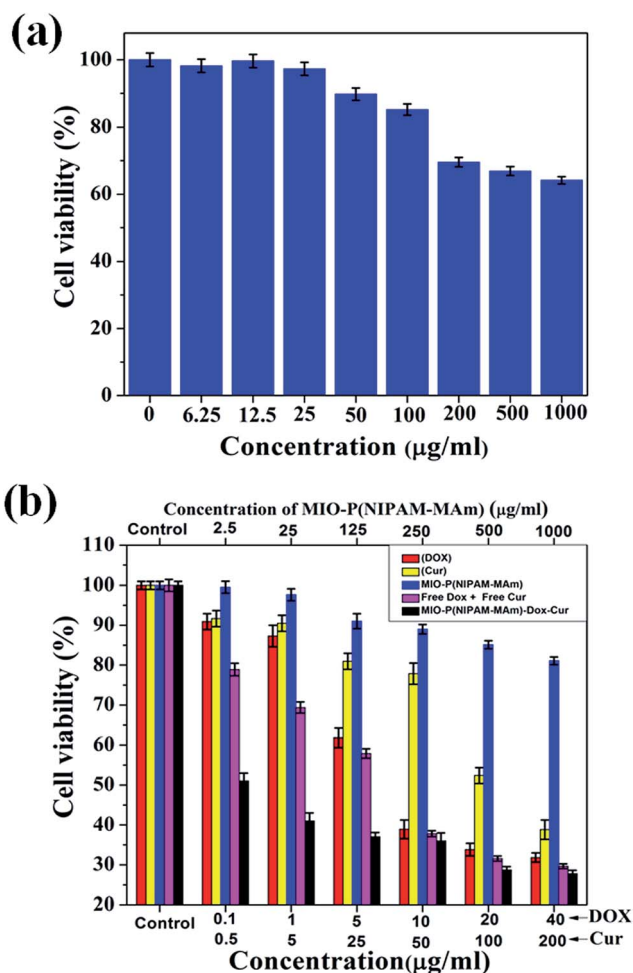 (a)
100
80
60
40
20
0
Cell viability (%)
0 6.25 12.5 25 50 100 200 500 1000
Concentration (μg/ml)
(b)
Concentration of MIO-P(NIPAM-MAm) (μg/ml)
Control 2.5 25 125 250 500 1000
110
100
90
80
70
60
50
40
30
20
Cell viability (%)
(DOX)
(Cur)
MIO-P(NIPAM-MAm)
Free Dox + Free Cur
MIO-P(NIPAM-MAm)-Dox-Cur
Control 0.1 1 5 10 20 40 DOX
0.5 5 25 50 100 200 Cur
Concentration(μg/ml)